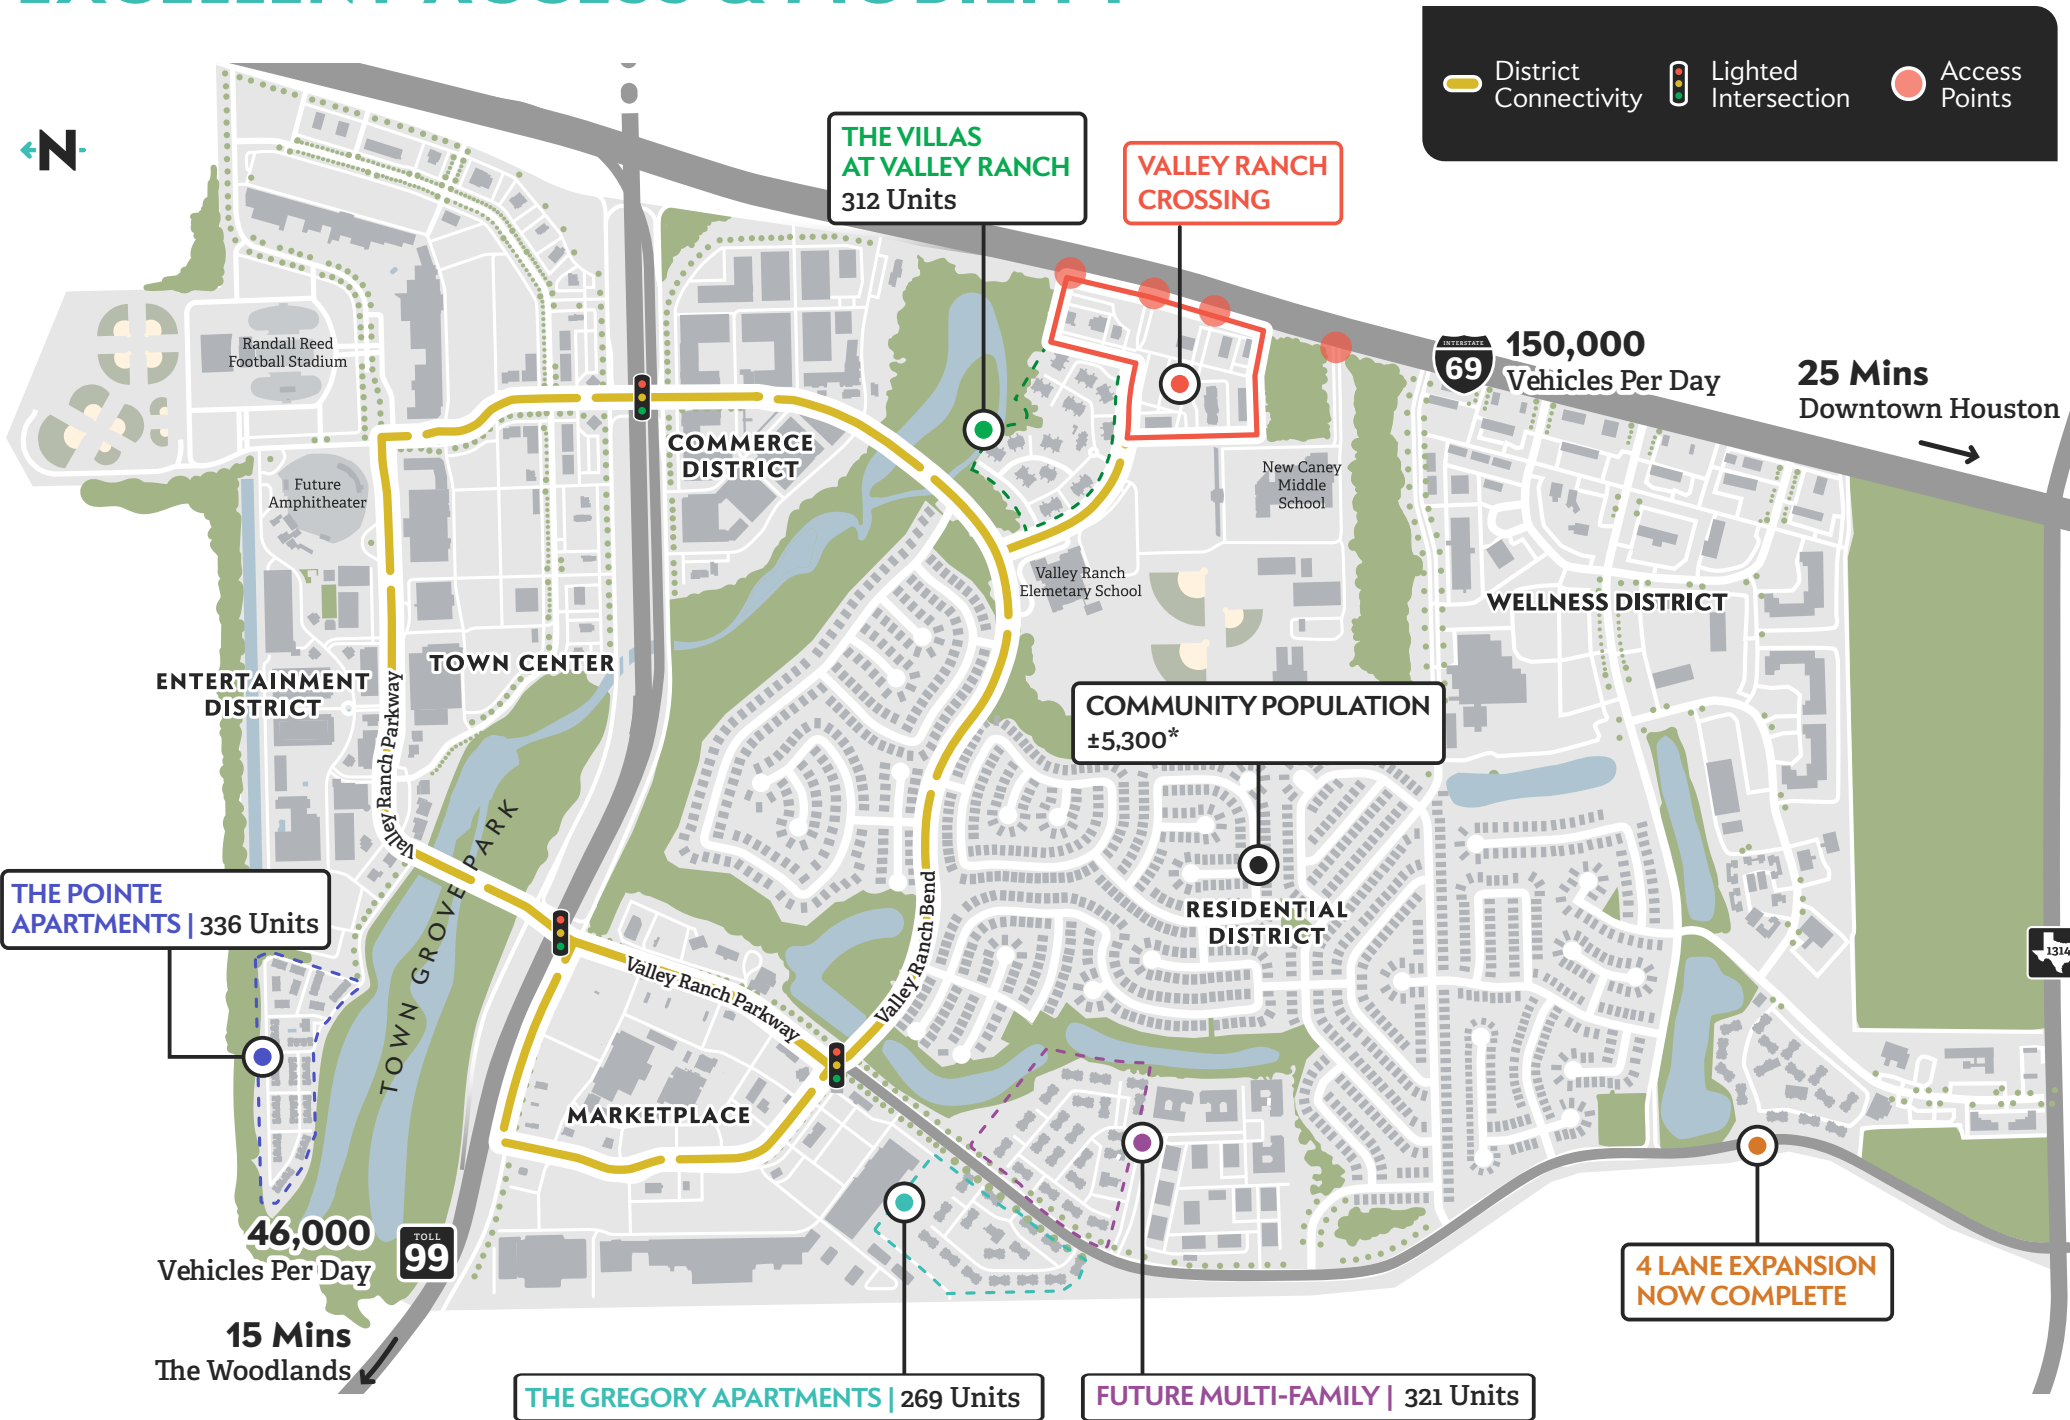 EXCELLENT ACCESS & MOBILITY
District
Connectivity
Lighted
Intersection
Access
Points
N
THE VILLAS
AT VALLEY RANCH
312 Units
VALLEY RANCH
CROSSING
Randall Reed
Football Stadium
INTERSTATE
69
150,000
Vehicles Per Day
25 Mins
Downtown Houston
COMMERCE
DISTRICT
Future
Amphitheater
New Caney
Middle
School
Valley Ranch
Elemetary School
WELLNESS DISTRICT
TOWN CENTER
ENTERTAINMENT
DISTRICT
Valley Ranch Parkway
COMMUNITY POPULATION
±5,300*
TOWN GROVE PARK
THE POINTE
APARTMENTS | 336 Units
RESIDENTIAL
DISTRICT
Valley Ranch Bend
Valley Ranch Parkway
1314
MARKETPLACE
46,000
Vehicles Per Day
TOLL
99
15 Mins
The Woodlands
4 LANE EXPANSION
NOW COMPLETE
THE GREGORY APARTMENTS | 269 Units
FUTURE MULTI-FAMILY | 321 Units